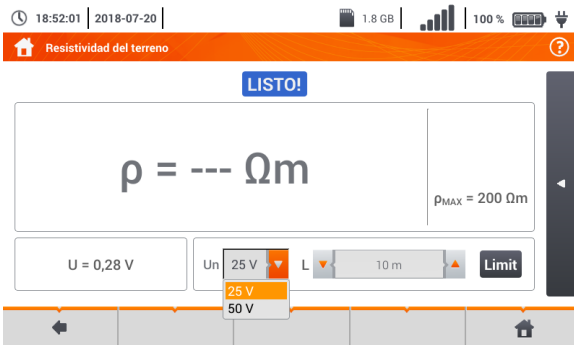 18:52:01 2018-07-20 1.8 GB 100 %
Resistividad del terreno ?
LISTO!
ρ = --- Ωm
ρMAX = 200 Ωm
U = 0,28 V
Un 25 V L 10 m Limit
25 V
50 V